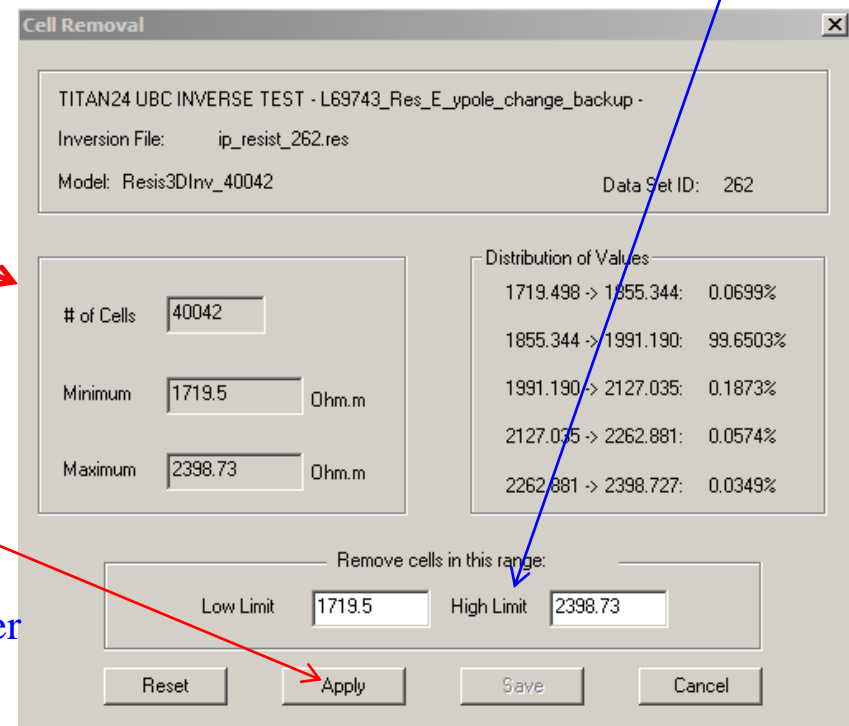 Cell Removal
TITAN24 UBC INVERSE TEST - L69743_Res_E_ypole_change_backup -
Inversion File: ip_resist_262.res
Model: Resis3DInv_40042 Data Set ID: 262
# of Cells 40042
Minimum 1719.5 Ohm.m
Maximum 2398.73 Ohm.m
Distribution of Values
1719.498 -> 1855.344: 0.0699%
1855.344 -> 1991.190: 99.6503%
1991.190 -> 2127.035: 0.1873%
2127.035 -> 2262.881: 0.0574%
2262.881 -> 2398.727: 0.0349%
Remove cells in this range:
Low Limit 1719.5 High Limit 2398.73
er
Reset Apply Save Cancel